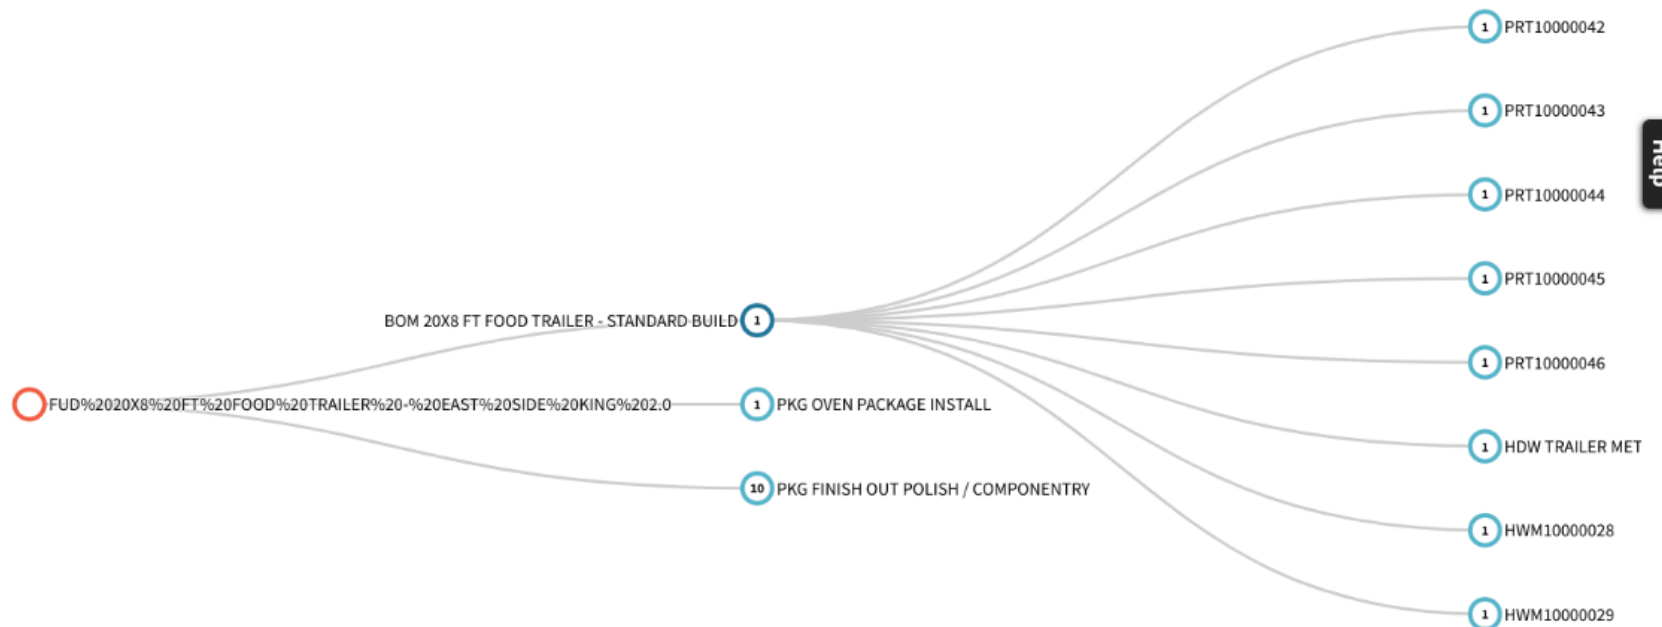 1 PRT10000042
1 PRT10000043
1 PRT10000044
1 PRT10000045
BOM 20X8 FT FOOD TRAILER - STANDARD BUILD 1
1 PRT10000046
FUD%2020X8%20FT%20FOOD%20TRAILER%20-%20EAST%20SIDE%20KING%202.0
1 PKG OVEN PACKAGE INSTALL
1 HDW TRAILER MET
10 PKG FINISH OUT POLISH / COMPONENTRY
1 HWM10000028
1 HWM10000029
Help